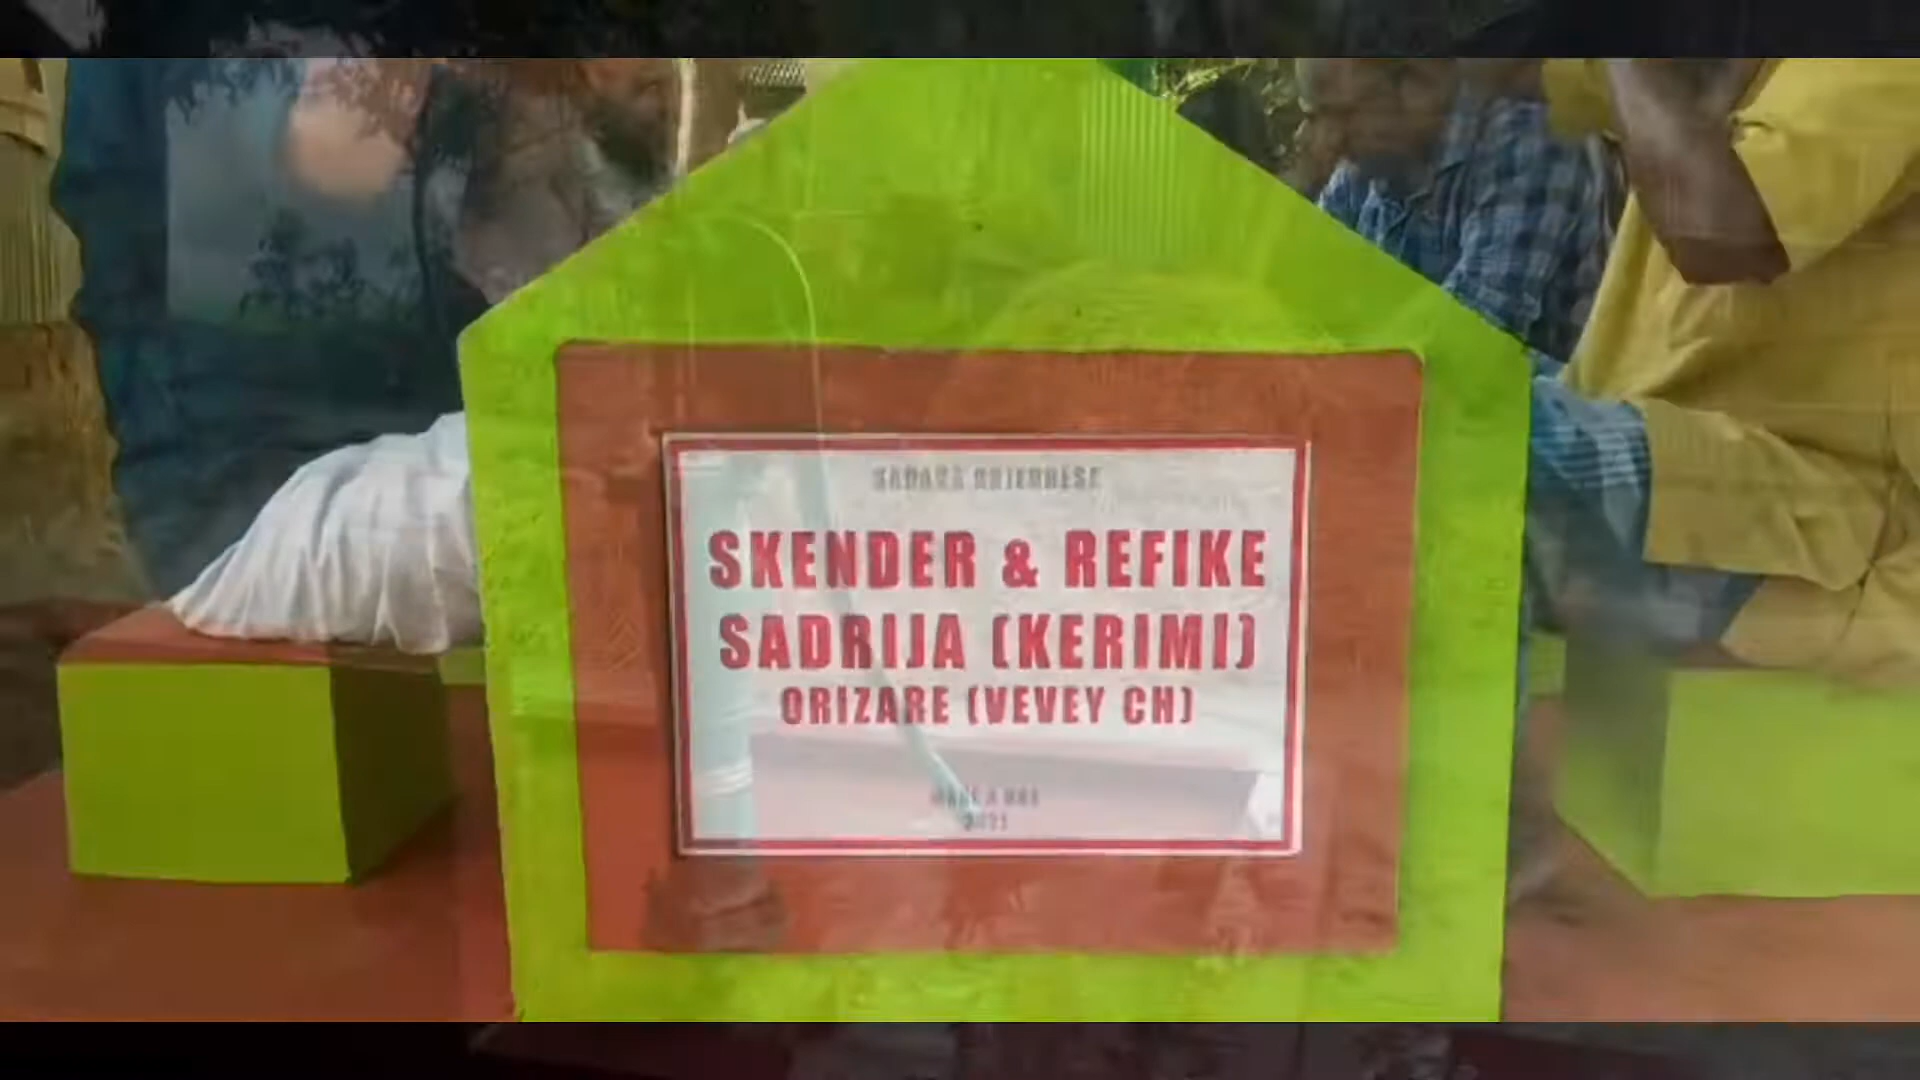 SKENDER & REFIKE
SADRIJA (KERIMI)
ORIZARE (VEVEY CH)